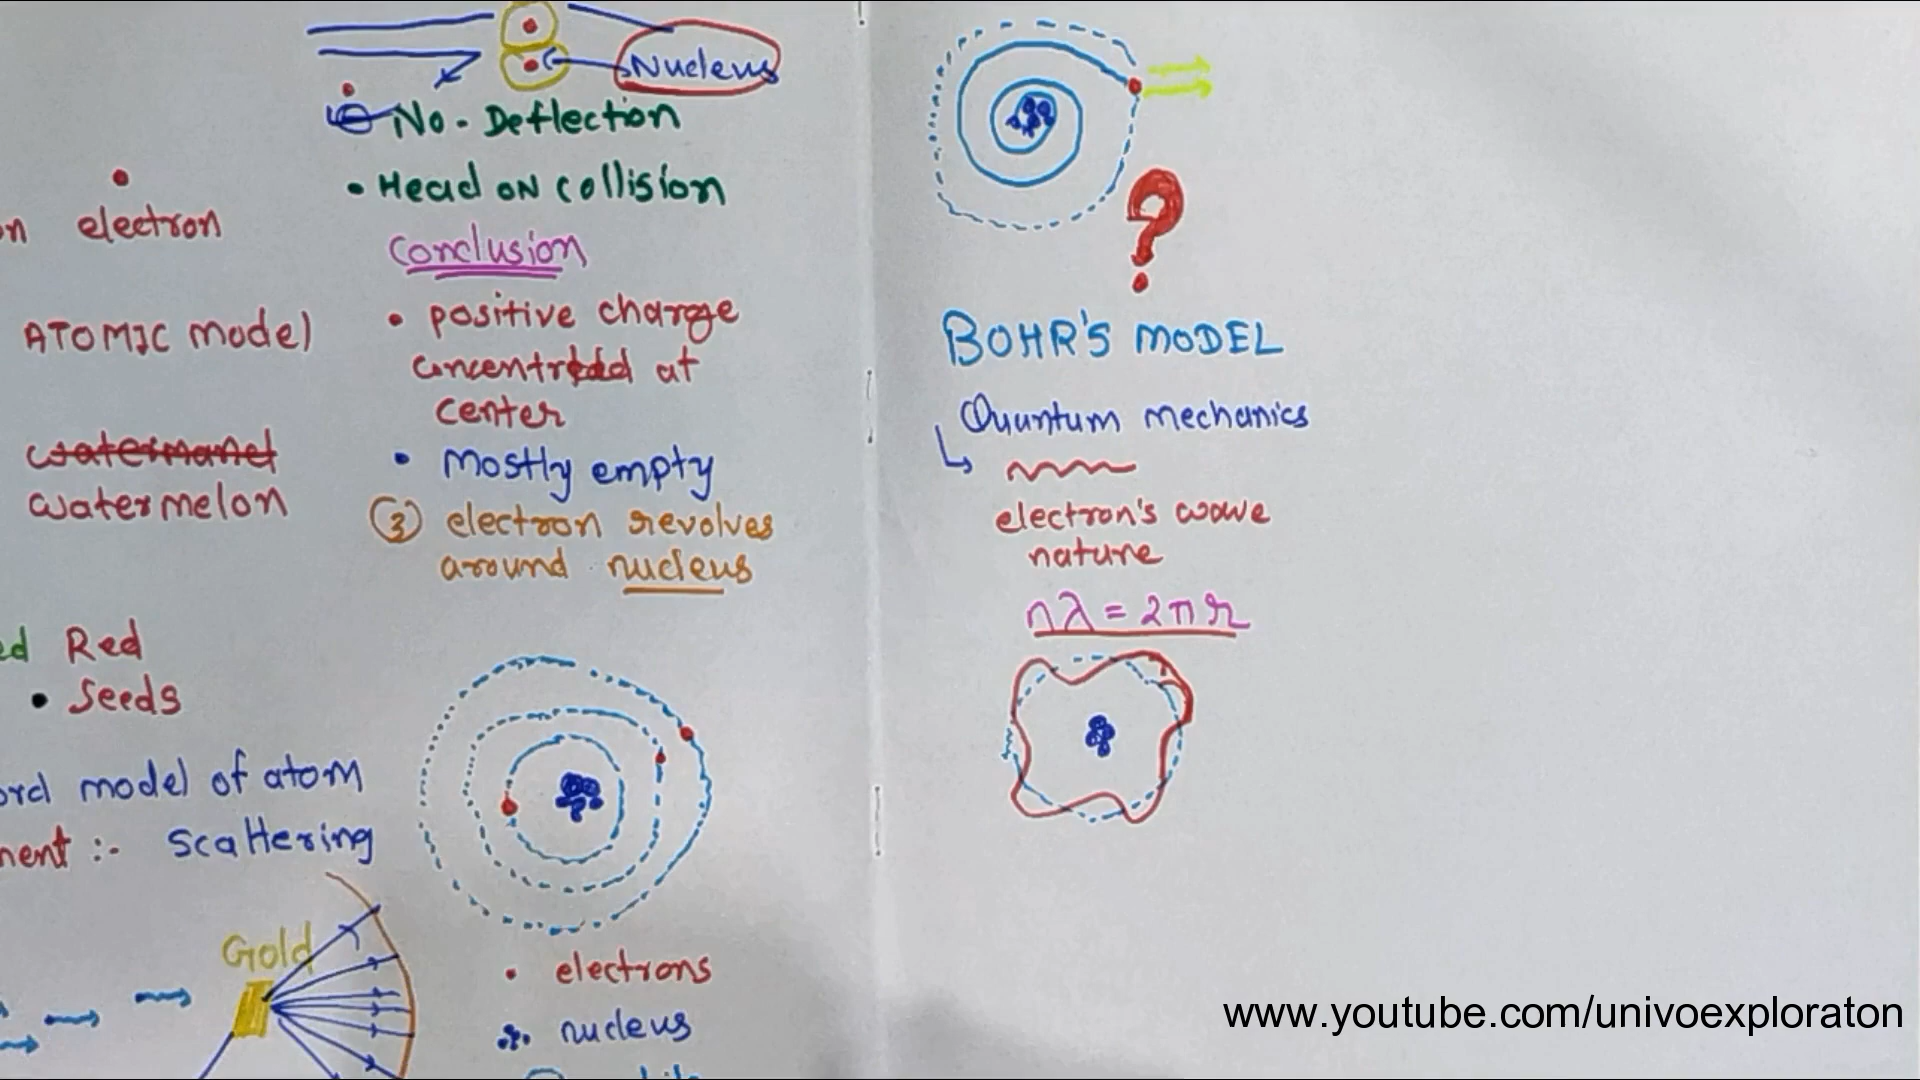 electron
ATOMIC model
watermelon
Red
• Seeds
model of atom
:- scattering
Gold
Nucleus
No - Deflection
• Head on collision
Conclusion
• positive charge
at
center
• mostly empty
③ electron revolves
around nucleus
• electrons
nucleus
?
BOHR'S MODEL
Quantum mechanics
electron's wave
nature
nλ = 2πr
www.youtube.com/univoexploraton